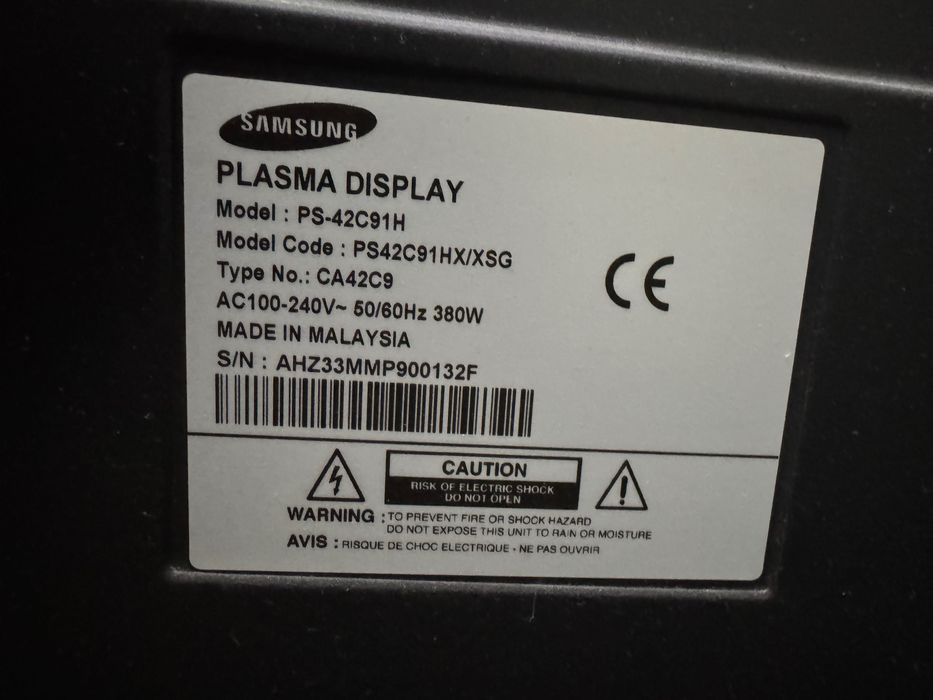 SAMSUNG
PLASMA DISPLAY
Model : PS-42C91H
Model Code : PS42C91HX/XSG
Type No.: CA42C9
AC100-240V~ 50/60Hz 380W
MADE IN MALAYSIA
S/N : AHZ33MMP900132F
CE
CAUTION
RISK OF ELECTRIC SHOCK
DO NOT OPEN
WARNING : TO PREVENT FIRE OR SHOCK HAZARD
DO NOT EXPOSE THIS UNIT TO RAIN OR MOISTURE
AVIS : RISQUE DE CHOC ELECTRIQUE - NE PAS OUVRIR